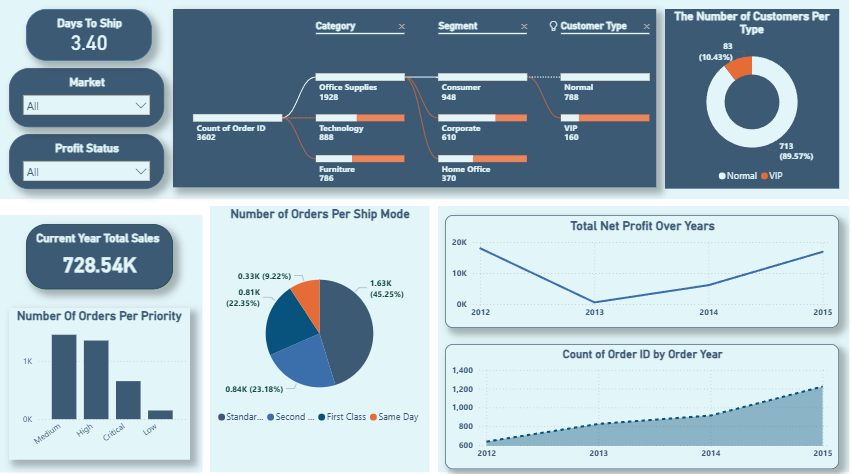 Days To Ship
3.40
Market
All
Profit Status
All
Category
Segment
Customer Type
Office Supplies
1928
Consumer
948
Normal
788
Count of Order ID
3602
Technology
888
Corporate
610
VIP
160
Furniture
786
Home Office
370
The Number of Customers Per
Type
83
(10.43%)
713
(89.57%)
Normal
VIP
Current Year Total Sales
728.54K
Number Of Orders Per Priority
1K
0K
Medium
High
Critical
Low
Number of Orders Per Ship Mode
0.33K (9.22%)
1.63K
(45.25%)
0.81K
(22.35%)
0.84K (23.18%)
Standar...
Second ...
First Class
Same Day
Total Net Profit Over Years
20K
10K
0K
2012
2013
2014
2015
Count of Order ID by Order Year
1,400
1,200
1,000
800
600
2012
2013
2014
2015